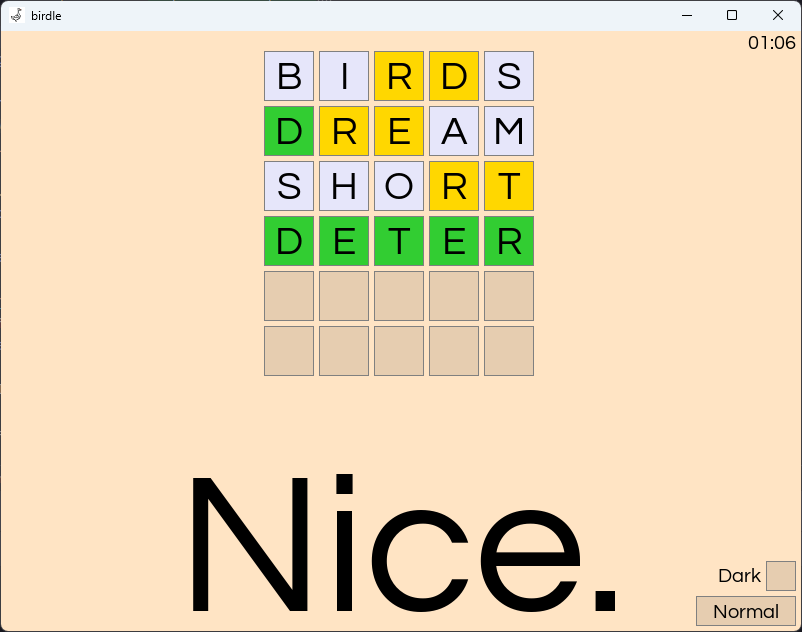 birdle
01:06
B I R D S
D R E A M
S H O R T
D E T E R
Nice.
Dark
Normal